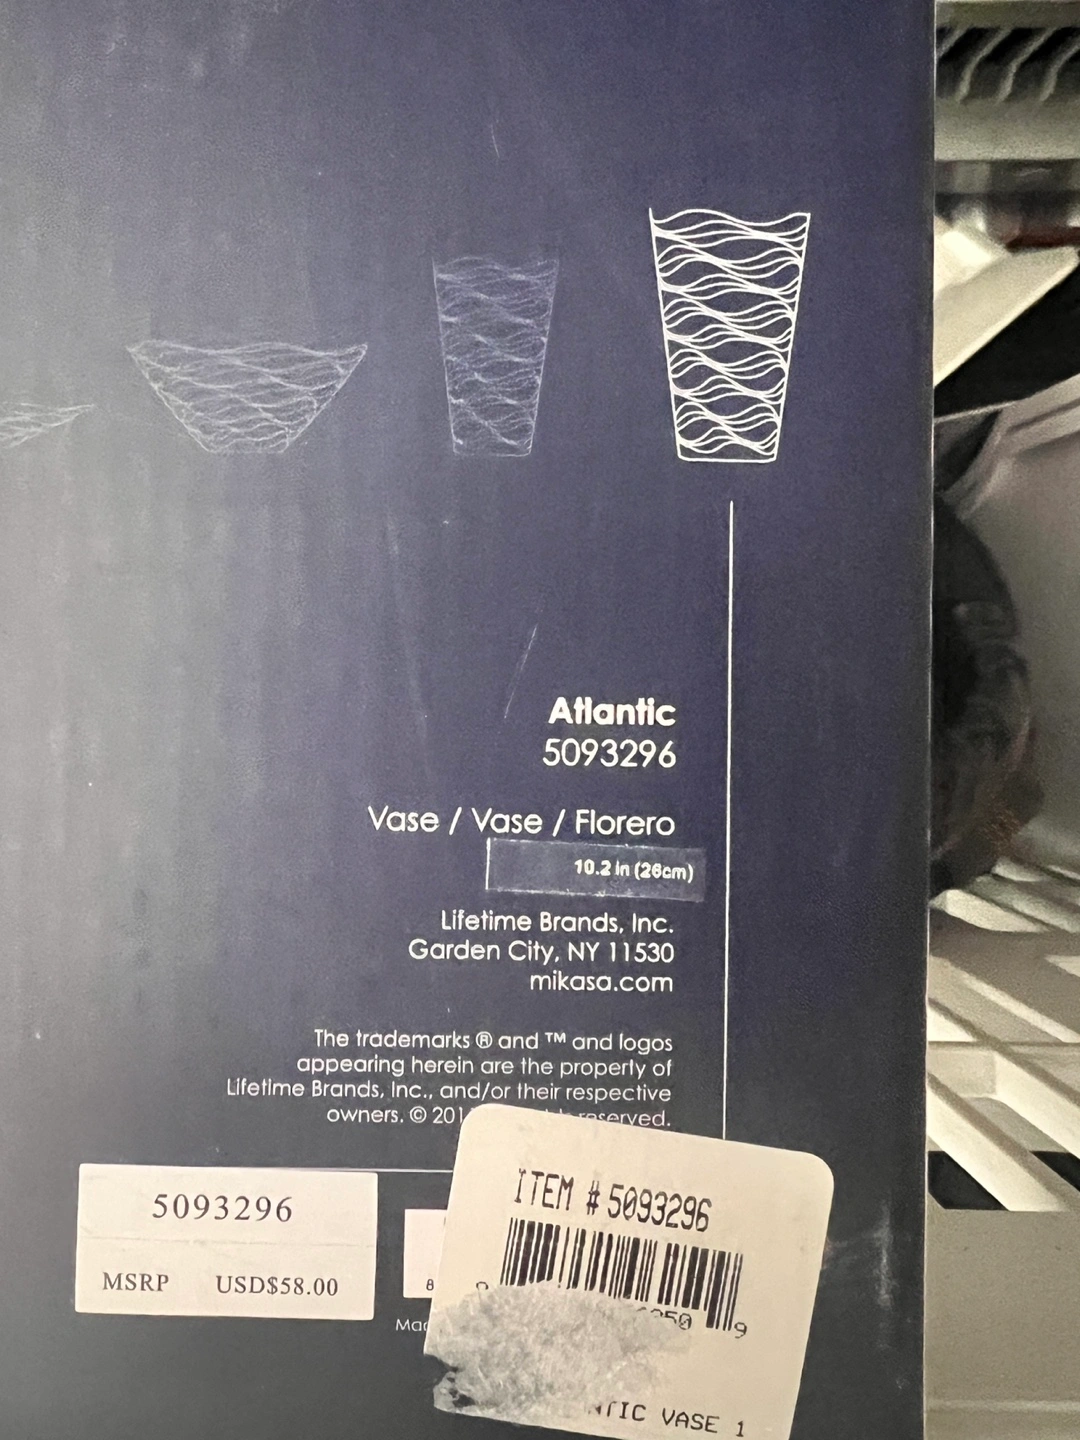 Atlantic
5093296
Vase / Vase / Florero
10.2 in (26cm)
Lifetime Brands, Inc.
Garden City, NY 11530
mikasa.com
The trademarks ® and ™ and logos
appearing herein are the property of
Lifetime Brands, Inc., and/or their respective
owners. © reserved.
5093296
MSRP USD$58.00
8
ITEM # 5093296
9
VASE 1